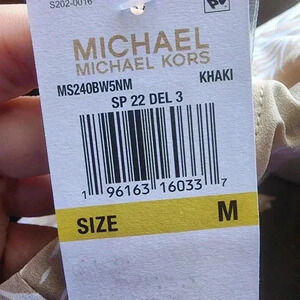 S202-0016
MICHAEL
MICHAEL KORS
MS240BW5NM KHAKI
SP 22 DEL 3
1 96163 16033 7
SIZE M